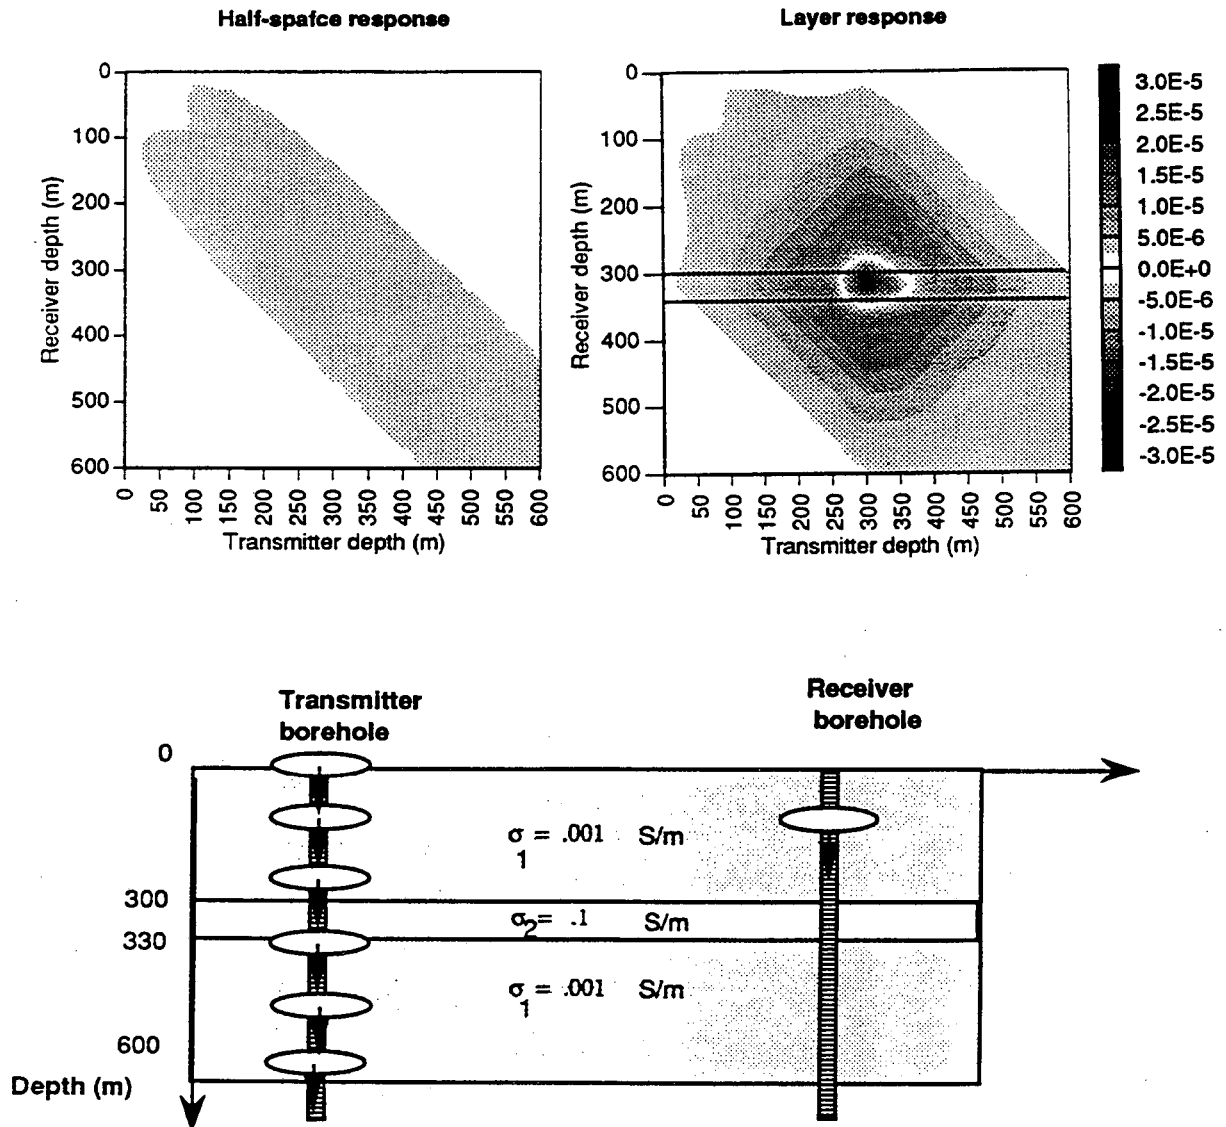 Half-spafce response
Layer response
0
100
200
300
400
500
600
Receiver depth (m)
0
50
100
150
200
250
300
350
400
450
500
550
600
Transmitter depth (m)
0
100
200
300
400
500
600
Receiver depth (m)
0
50
100
150
200
250
300
350
400
450
500
550
600
Transmitter depth (m)
3.0E-5
2.5E-5
2.0E-5
1.5E-5
1.0E-5
5.0E-6
0.0E+0
-5.0E-6
-1.0E-5
-1.5E-5
-2.0E-5
-2.5E-5
-3.0E-5
Transmitter
borehole
Receiver
borehole
0
σ1 = .001 S/m
300
σ2= .1 S/m
330
σ1 = .001 S/m
600
Depth (m)